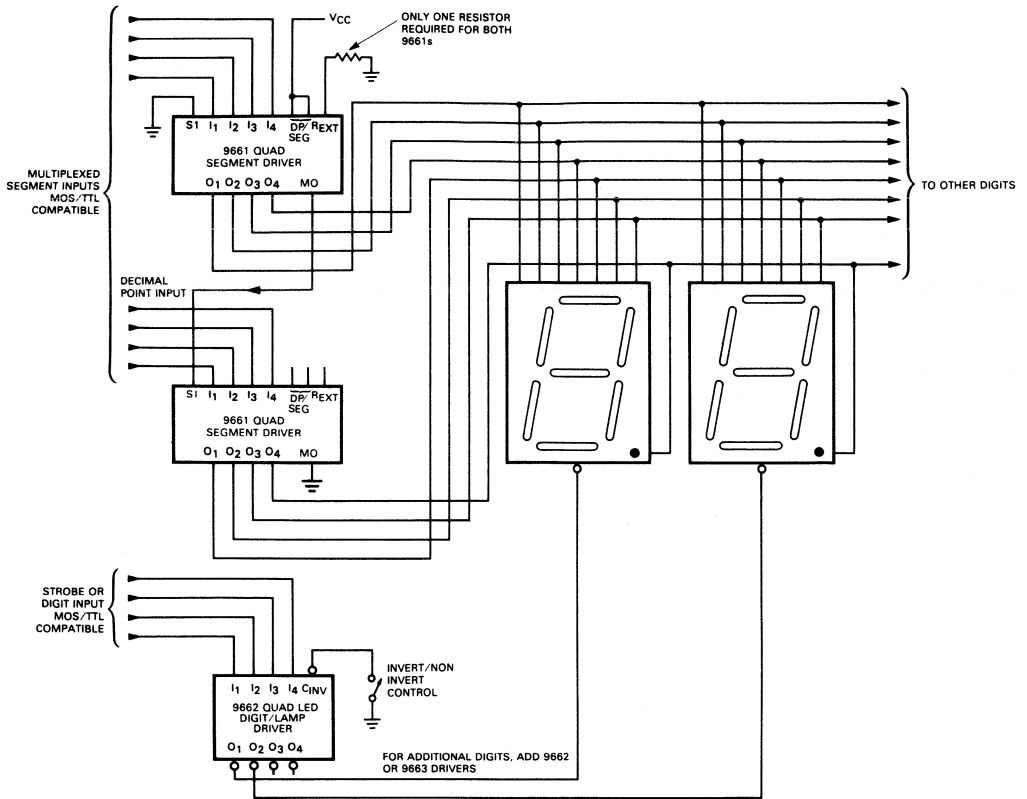 VCC
ONLY ONE RESISTOR
REQUIRED FOR BOTH
9661s
S1 I1 I2 I3 I4 DP/ REXT
SEG
9661 QUAD
SEGMENT DRIVER
O1 O2 O3 O4 MO
MULTIPLEXED
SEGMENT INPUTS
MOS/TTL
COMPATIBLE
TO OTHER DIGITS
DECIMAL
POINT INPUT
S1 I1 I2 I3 I4 DP/ REXT
SEG
9661 QUAD
SEGMENT DRIVER
O1 O2 O3 O4 MO
STROBE OR
DIGIT INPUT
MOS/TTL
COMPATIBLE
INVERT/NON
INVERT
CONTROL
I1 I2 I3 I4 CINV
9662 QUAD LED
DIGIT/LAMP
DRIVER
O1 O2 O3 O4
FOR ADDITIONAL DIGITS, ADD 9662
OR 9663 DRIVERS